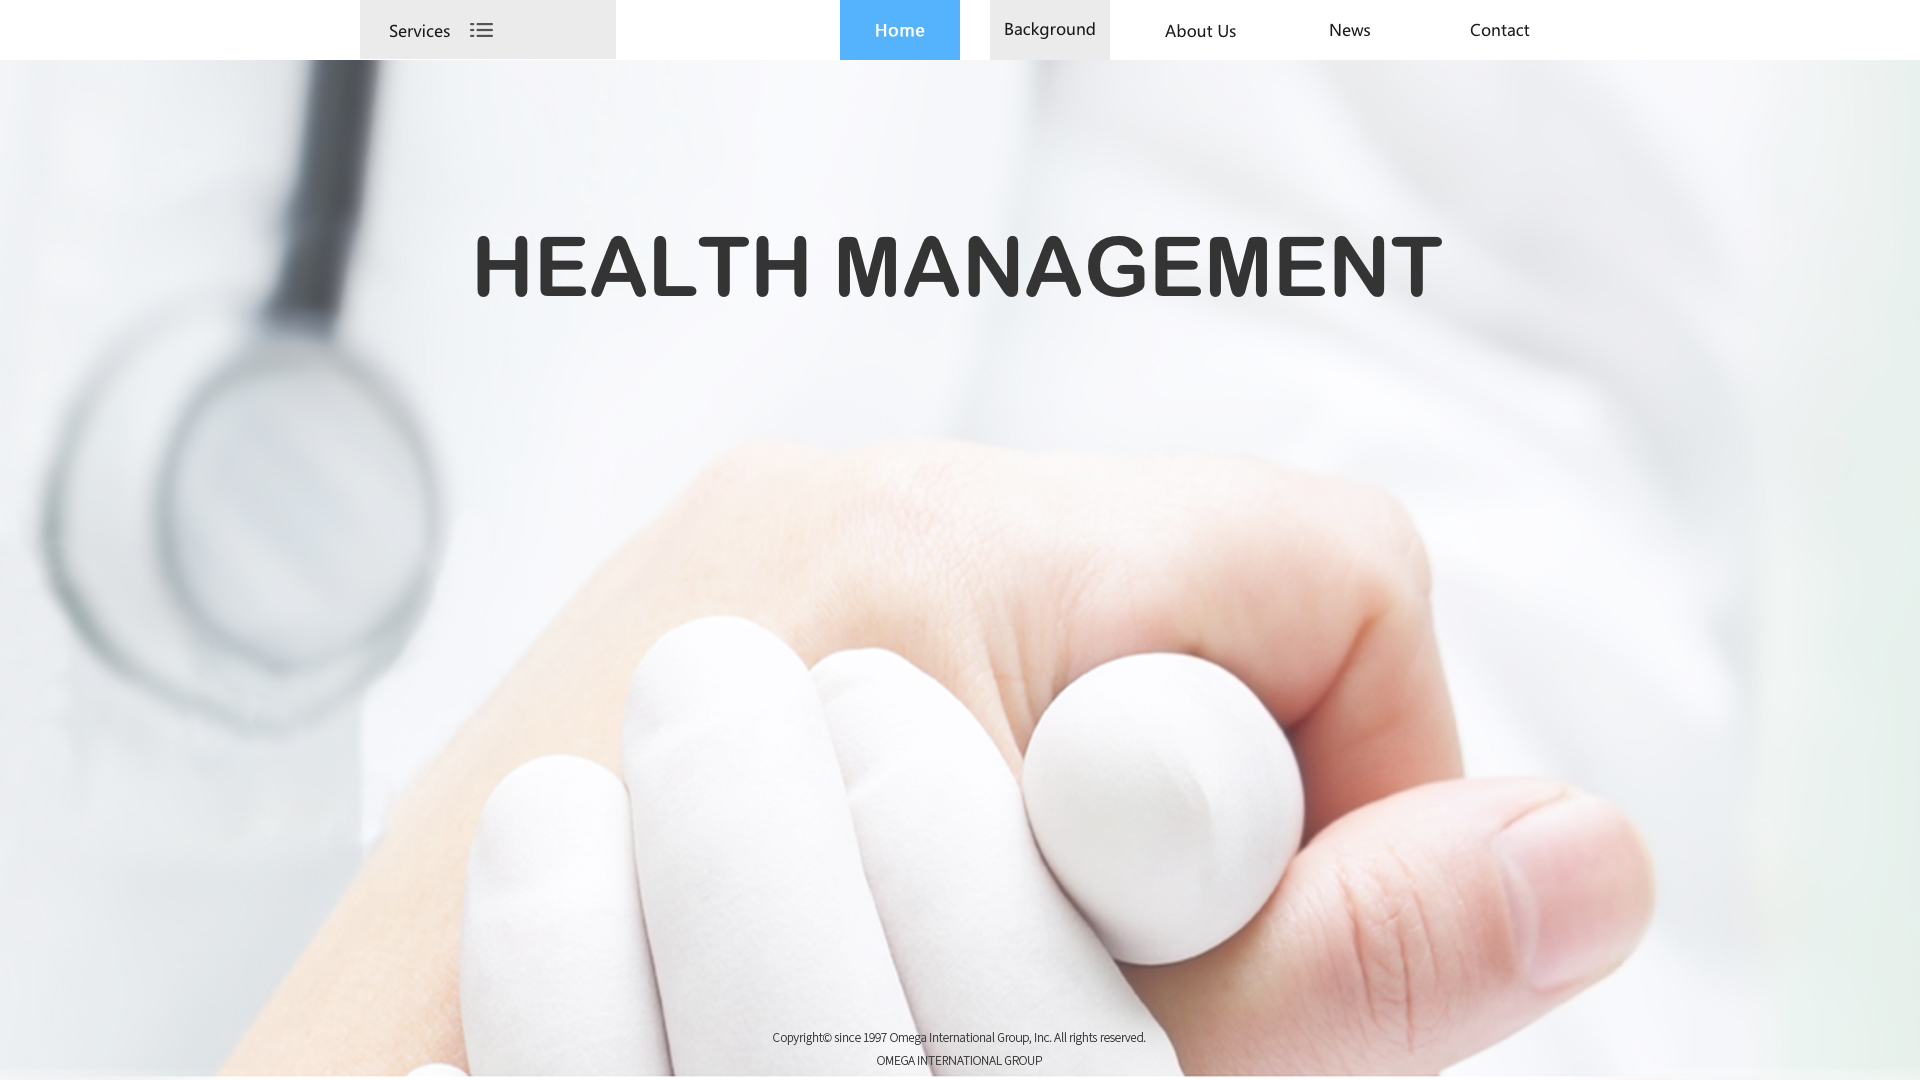 Services
Home
Background
About Us
News
Contact
HEALTH MANAGEMENT
Copyright© since 1997 Omega International Group, Inc. All rights reserved.
OMEGA INTERNATIONAL GROUP